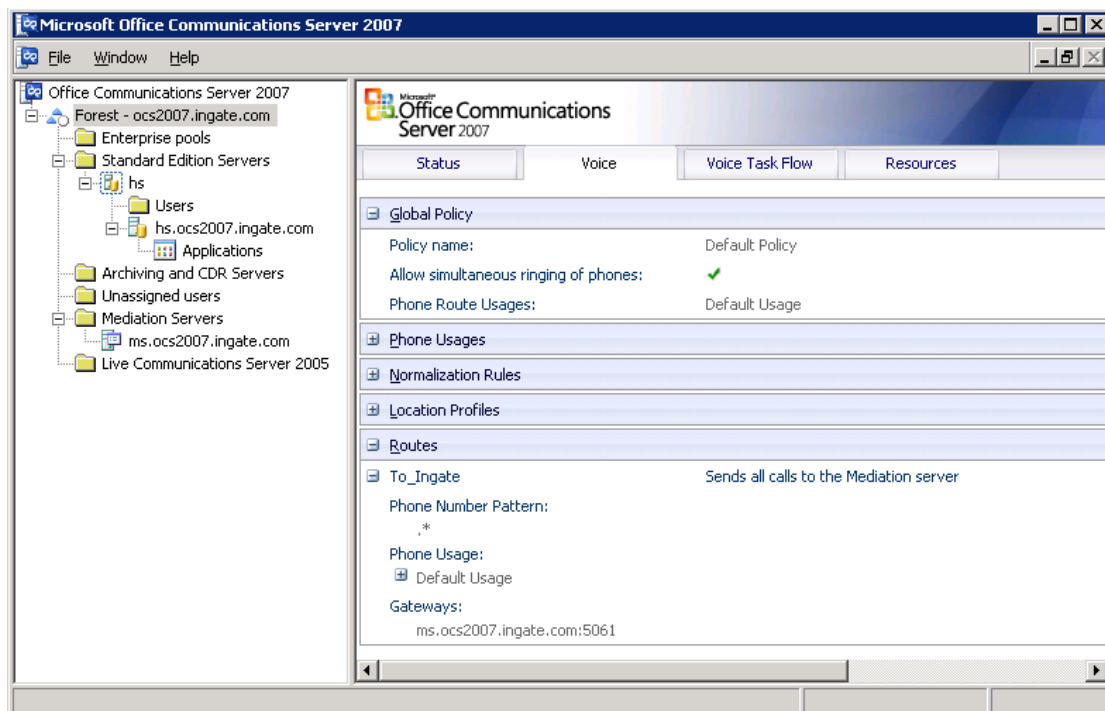 Microsoft Office Communications Server 2007
File Window Help
Office Communications Server 2007
Forest - ocs2007.ingate.com
Enterprise pools
Standard Edition Servers
hs
Users
hs.ocs2007.ingate.com
Applications
Archiving and CDR Servers
Unassigned users
Mediation Servers
ms.ocs2007.ingate.com
Live Communications Server 2005
Microsoft
Office Communications
Server 2007
Status Voice Voice Task Flow Resources
Global Policy
Policy name: Default Policy
Allow simultaneous ringing of phones:
Phone Route Usages: Default Usage
Phone Usages
Normalization Rules
Location Profiles
Routes
To_Ingate Sends all calls to the Mediation server
Phone Number Pattern:
.*
Phone Usage:
Default Usage
Gateways:
ms.ocs2007.ingate.com:5061